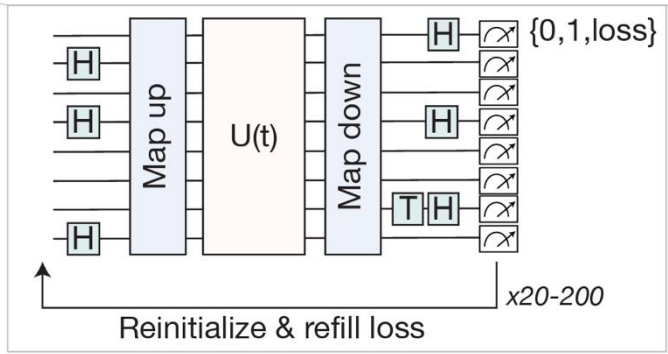 H {0,1,loss}
H
H H
Map up U(t) Map down
T H
H
x20-200
Reinitialize & refill loss